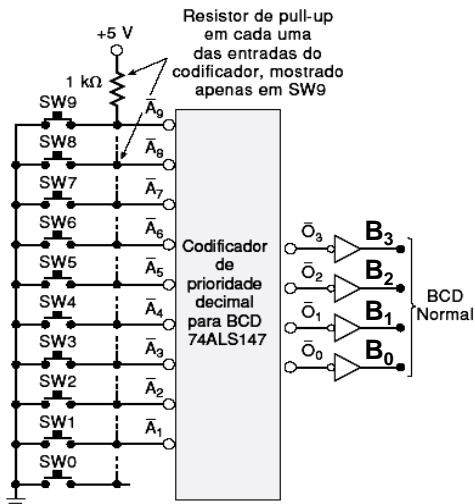 Resistor de pull-up
em cada uma
das entradas do
codificador, mostrado
apenas em SW9
+5 V
1 kΩ
SW9
A̅9
SW8
A̅8
SW7
A̅7
SW6
A̅6
SW5
A̅5
SW4
A̅4
SW3
A̅3
SW2
A̅2
SW1
A̅1
SW0
Codificador
de
prioridade
decimal
para BCD
74ALS147
O̅3
B3
O̅2
B2
O̅1
B1
O̅0
B0
BCD
Normal